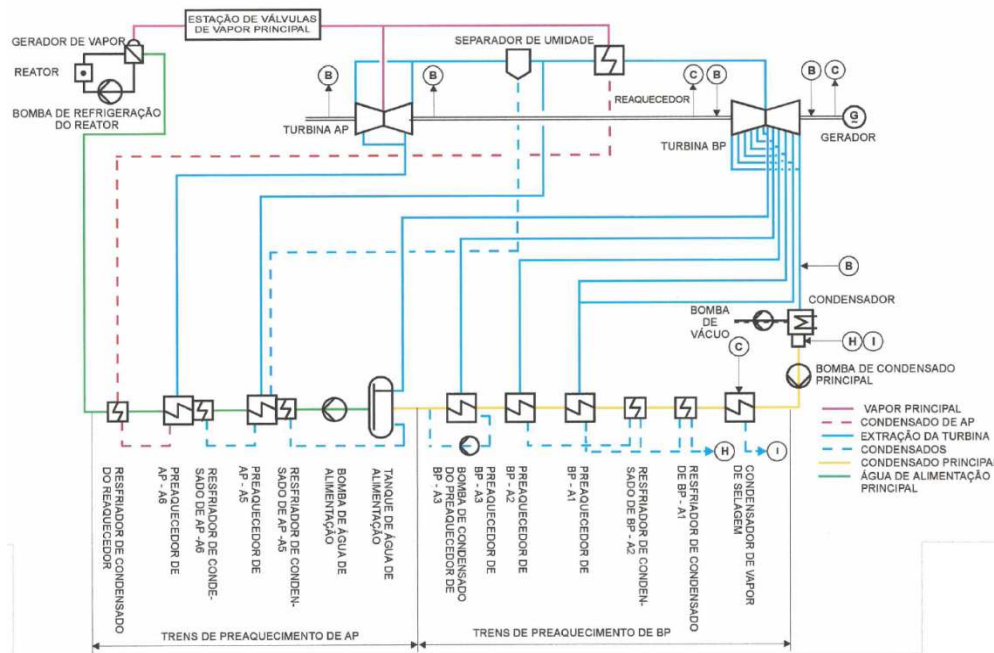 ESTAÇÃO DE VÁLVULAS
DE VAPOR PRINCIPAL
GERADOR DE VAPOR
REATOR
BOMBA DE REFRIGERAÇÃO
DO REATOR
SEPARADOR DE UMIDADE
B
B
C
B
B
C
REAQUECEDOR
TURBINA AP
TURBINA BP
G
GERADOR
B
CONDENSADOR
BOMBA
DE
VÁCUO
H
I
C
BOMBA DE CONDENSADO
PRINCIPAL
VAPOR PRINCIPAL
CONDENSADO DE AP
EXTRAÇÃO DA TURBINA
CONDENSADOS
CONDENSADO PRINCIPAL
ÁGUA DE ALIMENTAÇÃO
PRINCIPAL
H
I
RESFRIADOR DE CONDENSADO
DO REAQUECEDOR
PREAQUECEDOR DE
AP - A6
RESFRIADOR DE CONDE-
SADO DE AP -A6
PREAQUECEDOR DE
AP - A5
RESFRIADOR DE CONDEN-
SADO DE AP -A5
BOMBA DE ÁGUA DE
ALIMENTAÇÃO
TANQUE DE ÁGUA DE
ALIMENTAÇÃO
BOMBA DE CONDENSADO
DO PREAQUECEDOR DE
BP - A3
PREAQUECEDOR DE
BP - A3
PREAQUECEDOR DE
BP - A2
PREAQUECEDOR DE
BP - A1
RESFRIADOR DE CONDEN-
SADO DE BP - A2
RESFRIADOR DE CONDENSADO
DE BP - A1
CONDENSADOR DE VAPOR
DE SELAGEM
TRENS DE PREAQUECIMENTO DE AP
TRENS DE PREAQUECIMENTO DE BP